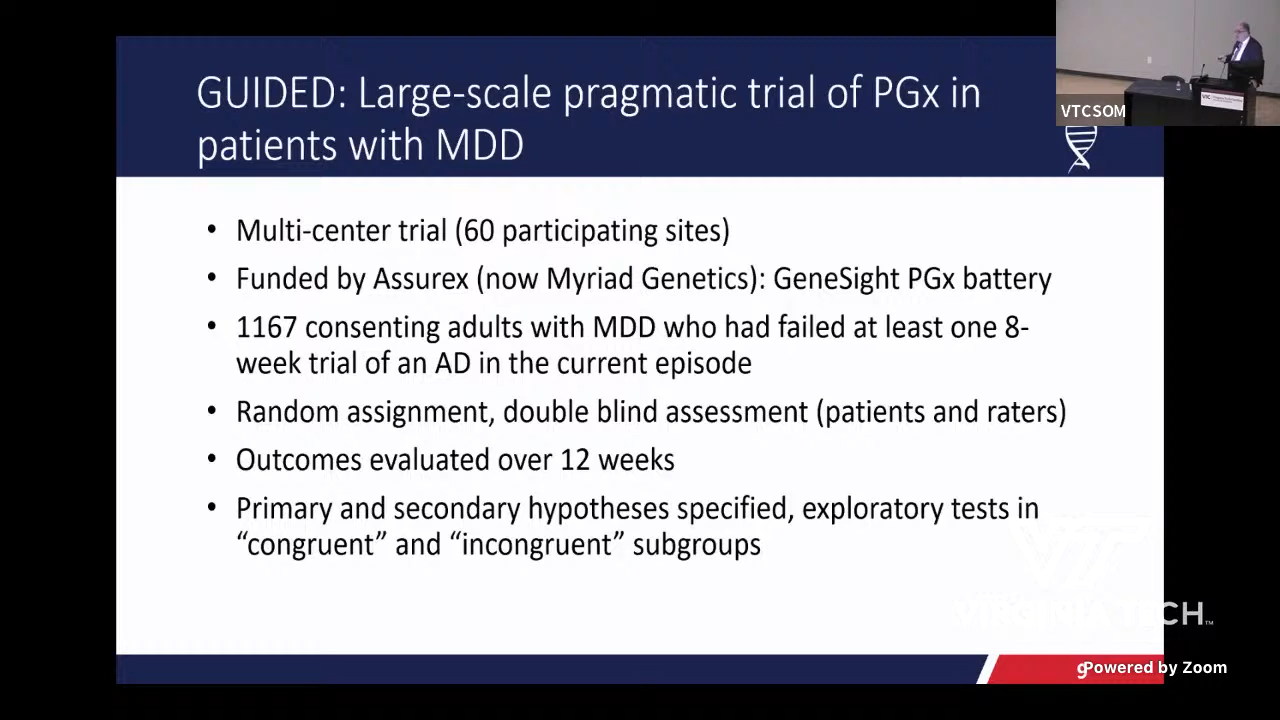 GUIDED: Large-scale pragmatic trial of PGx in
patients with MDD
VTCSOM
• Multi-center trial (60 participating sites)
• Funded by Assurex (now Myriad Genetics): GeneSight PGx battery
• 1167 consenting adults with MDD who had failed at least one 8-
week trial of an AD in the current episode
• Random assignment, double blind assessment (patients and raters)
• Outcomes evaluated over 12 weeks
• Primary and secondary hypotheses specified, exploratory tests in
“congruent” and “incongruent” subgroups
VIRGINIA TECH™
9
Powered by Zoom